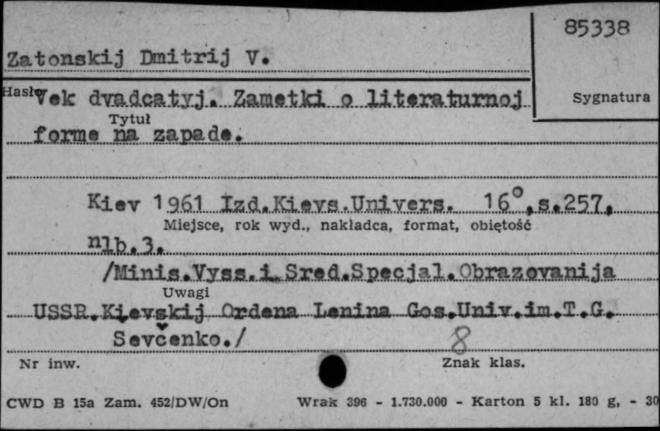 85338
Zatonskij Dmitrij V.
Hasło
Vek dvadcatyj. Zametki o literaturnoj
Sygnatura
Tytuł
forme na zapade.
Kiev 1961 Izd.Kievs.Univers. 16°,s.257,
Miejsce, rok wyd., nakładca, format, objętość
nlb.3.
/Minis.Vyss.i Sred.Specjal.Obrazovanija
Uwagi
USSR.Kievskij Ordena Lenina Gos.Univ.im.T.G.
Sevčenko./
8
Nr inw.
Znak klas.
CWD B 15a Zam. 452/DW/On
Wrak 396 - 1.730.000 - Karton 5 kl. 180 g, - 30